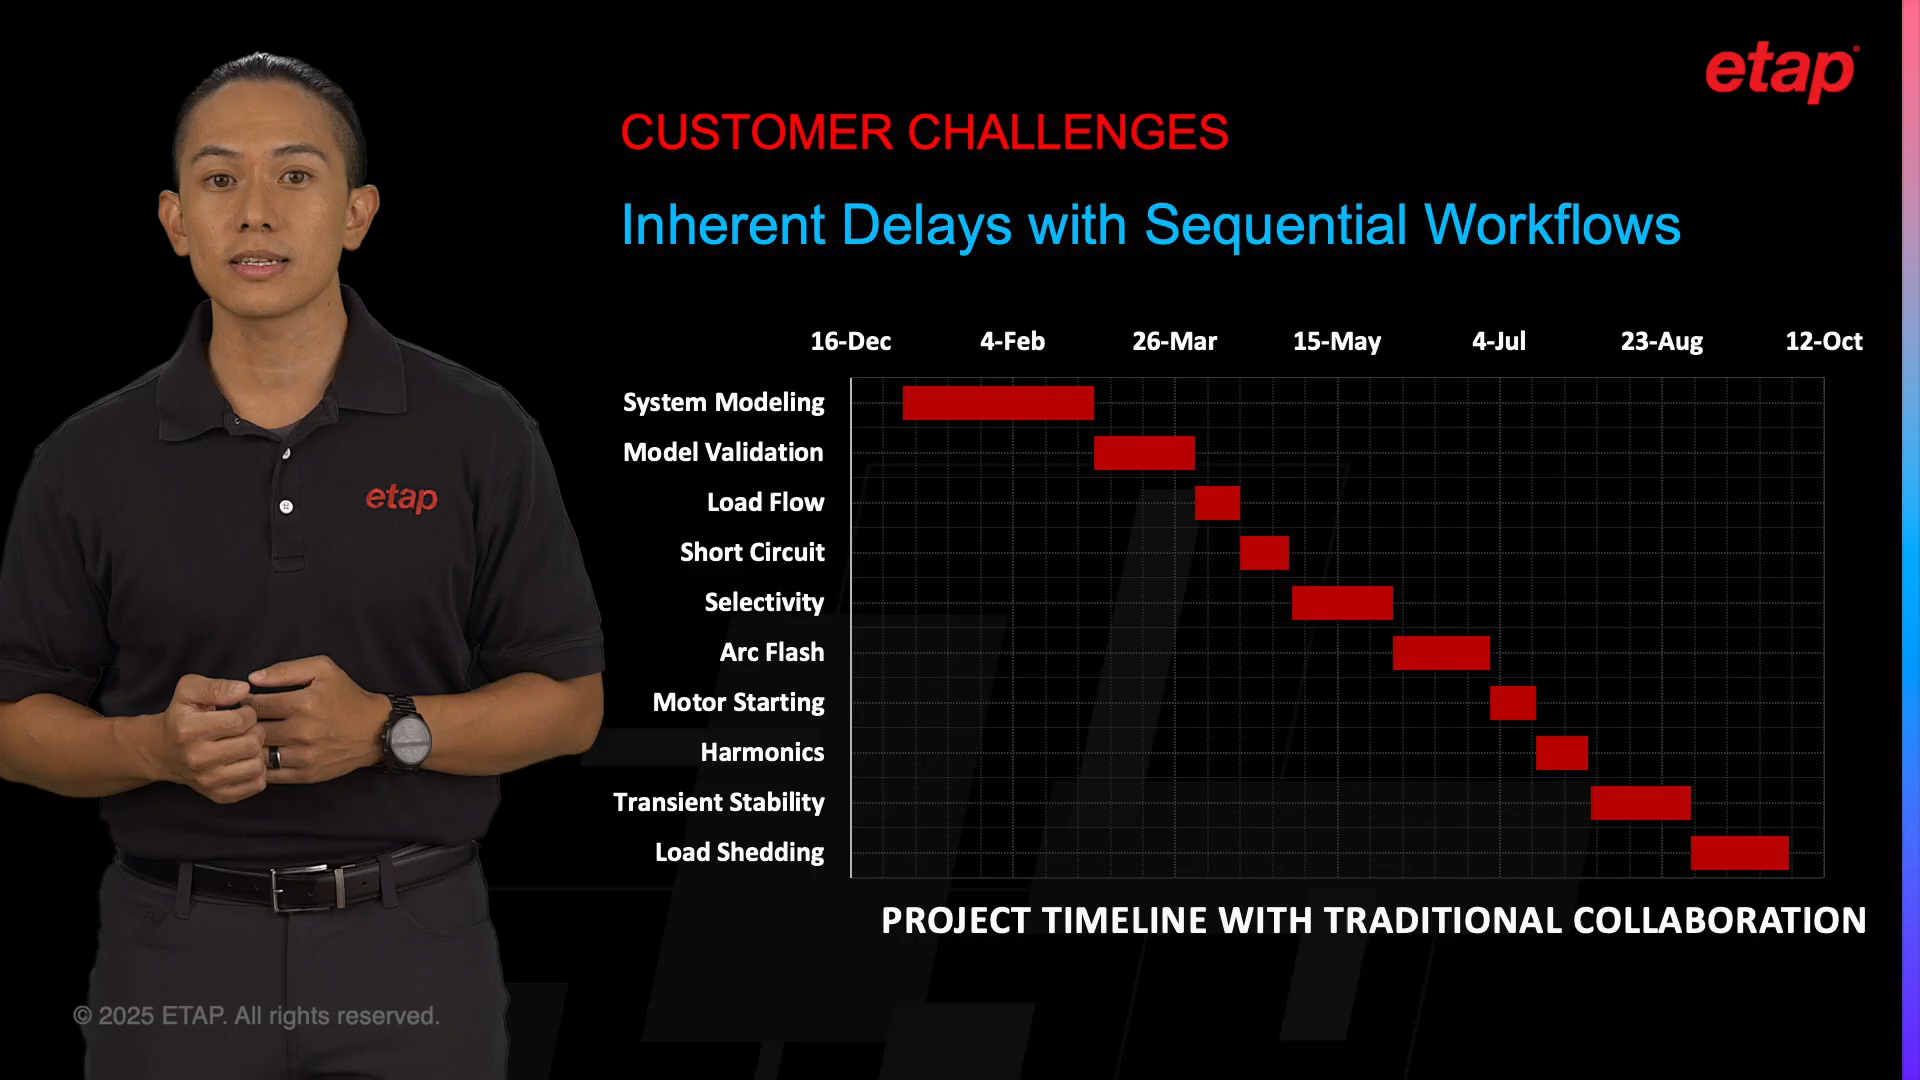 etap
CUSTOMER CHALLENGES
Inherent Delays with Sequential Workflows
16-Dec 4-Feb 26-Mar 15-May 4-Jul 23-Aug 12-Oct
System Modeling
Model Validation
Load Flow
Short Circuit
Selectivity
Arc Flash
Motor Starting
Harmonics
Transient Stability
Load Shedding
PROJECT TIMELINE WITH TRADITIONAL COLLABORATION
etap
© 2025 ETAP. All rights reserved.